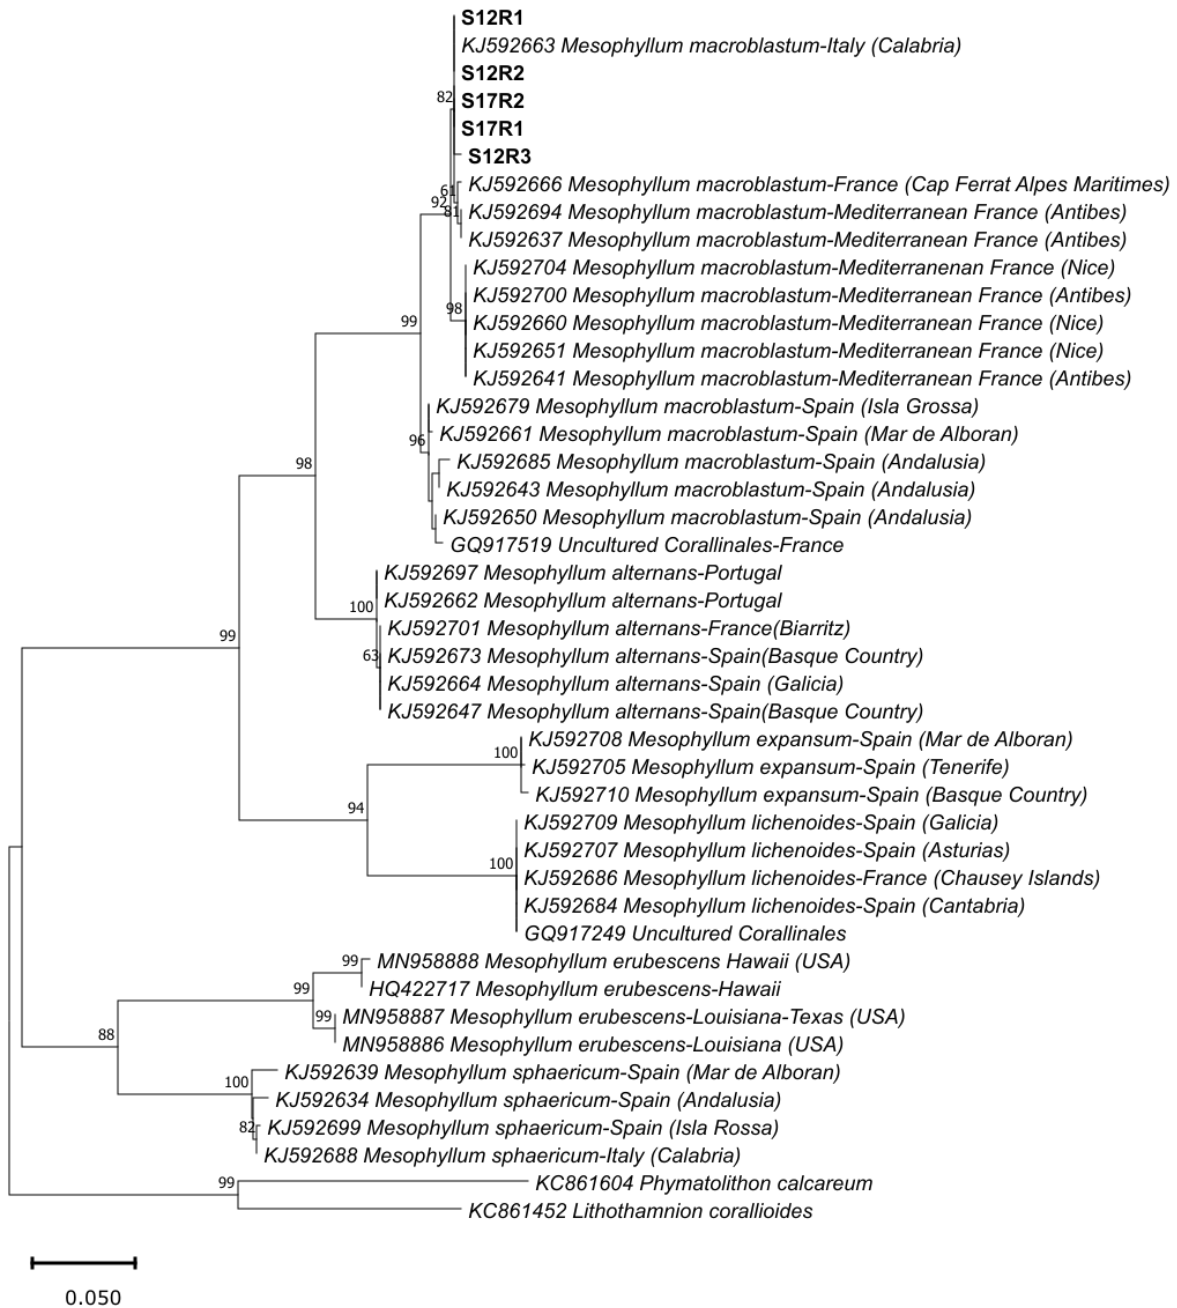 S12R1
KJ592663 Mesophyllum macroblastum-Italy (Calabria)
S12R2
82
S17R2
S17R1
S12R3
61
KJ592666 Mesophyllum macroblastum-France (Cap Ferrat Alpes Maritimes)
92
81
KJ592694 Mesophyllum macroblastum-Mediterranean France (Antibes)
KJ592637 Mesophyllum macroblastum-Mediterranean France (Antibes)
KJ592704 Mesophyllum macroblastum-Mediterranenan France (Nice)
KJ592700 Mesophyllum macroblastum-Mediterranean France (Antibes)
98
99
KJ592660 Mesophyllum macroblastum-Mediterranean France (Nice)
KJ592651 Mesophyllum macroblastum-Mediterranean France (Nice)
KJ592641 Mesophyllum macroblastum-Mediterranean France (Antibes)
KJ592679 Mesophyllum macroblastum-Spain (Isla Grossa)
96
KJ592661 Mesophyllum macroblastum-Spain (Mar de Alboran)
98
KJ592685 Mesophyllum macroblastum-Spain (Andalusia)
KJ592643 Mesophyllum macroblastum-Spain (Andalusia)
KJ592650 Mesophyllum macroblastum-Spain (Andalusia)
GQ917519 Uncultured Corallinales-France
KJ592697 Mesophyllum alternans-Portugal
100
KJ592662 Mesophyllum alternans-Portugal
99
KJ592701 Mesophyllum alternans-France(Biarritz)
63
KJ592673 Mesophyllum alternans-Spain(Basque Country)
KJ592664 Mesophyllum alternans-Spain (Galicia)
KJ592647 Mesophyllum alternans-Spain(Basque Country)
100
KJ592708 Mesophyllum expansum-Spain (Mar de Alboran)
KJ592705 Mesophyllum expansum-Spain (Tenerife)
KJ592710 Mesophyllum expansum-Spain (Basque Country)
94
KJ592709 Mesophyllum lichenoides-Spain (Galicia)
KJ592707 Mesophyllum lichenoides-Spain (Asturias)
100
KJ592686 Mesophyllum lichenoides-France (Chausey Islands)
KJ592684 Mesophyllum lichenoides-Spain (Cantabria)
GQ917249 Uncultured Corallinales
99
MN958888 Mesophyllum erubescens Hawaii (USA)
99
HQ422717 Mesophyllum erubescens-Hawaii
99
MN958887 Mesophyllum erubescens-Louisiana-Texas (USA)
88
MN958886 Mesophyllum erubescens-Louisiana (USA)
100
KJ592639 Mesophyllum sphaericum-Spain (Mar de Alboran)
KJ592634 Mesophyllum sphaericum-Spain (Andalusia)
82
KJ592699 Mesophyllum sphaericum-Spain (Isla Rossa)
KJ592688 Mesophyllum sphaericum-Italy (Calabria)
99
KC861604 Phymatolithon calcareum
KC861452 Lithothamnion corallioides
0.050